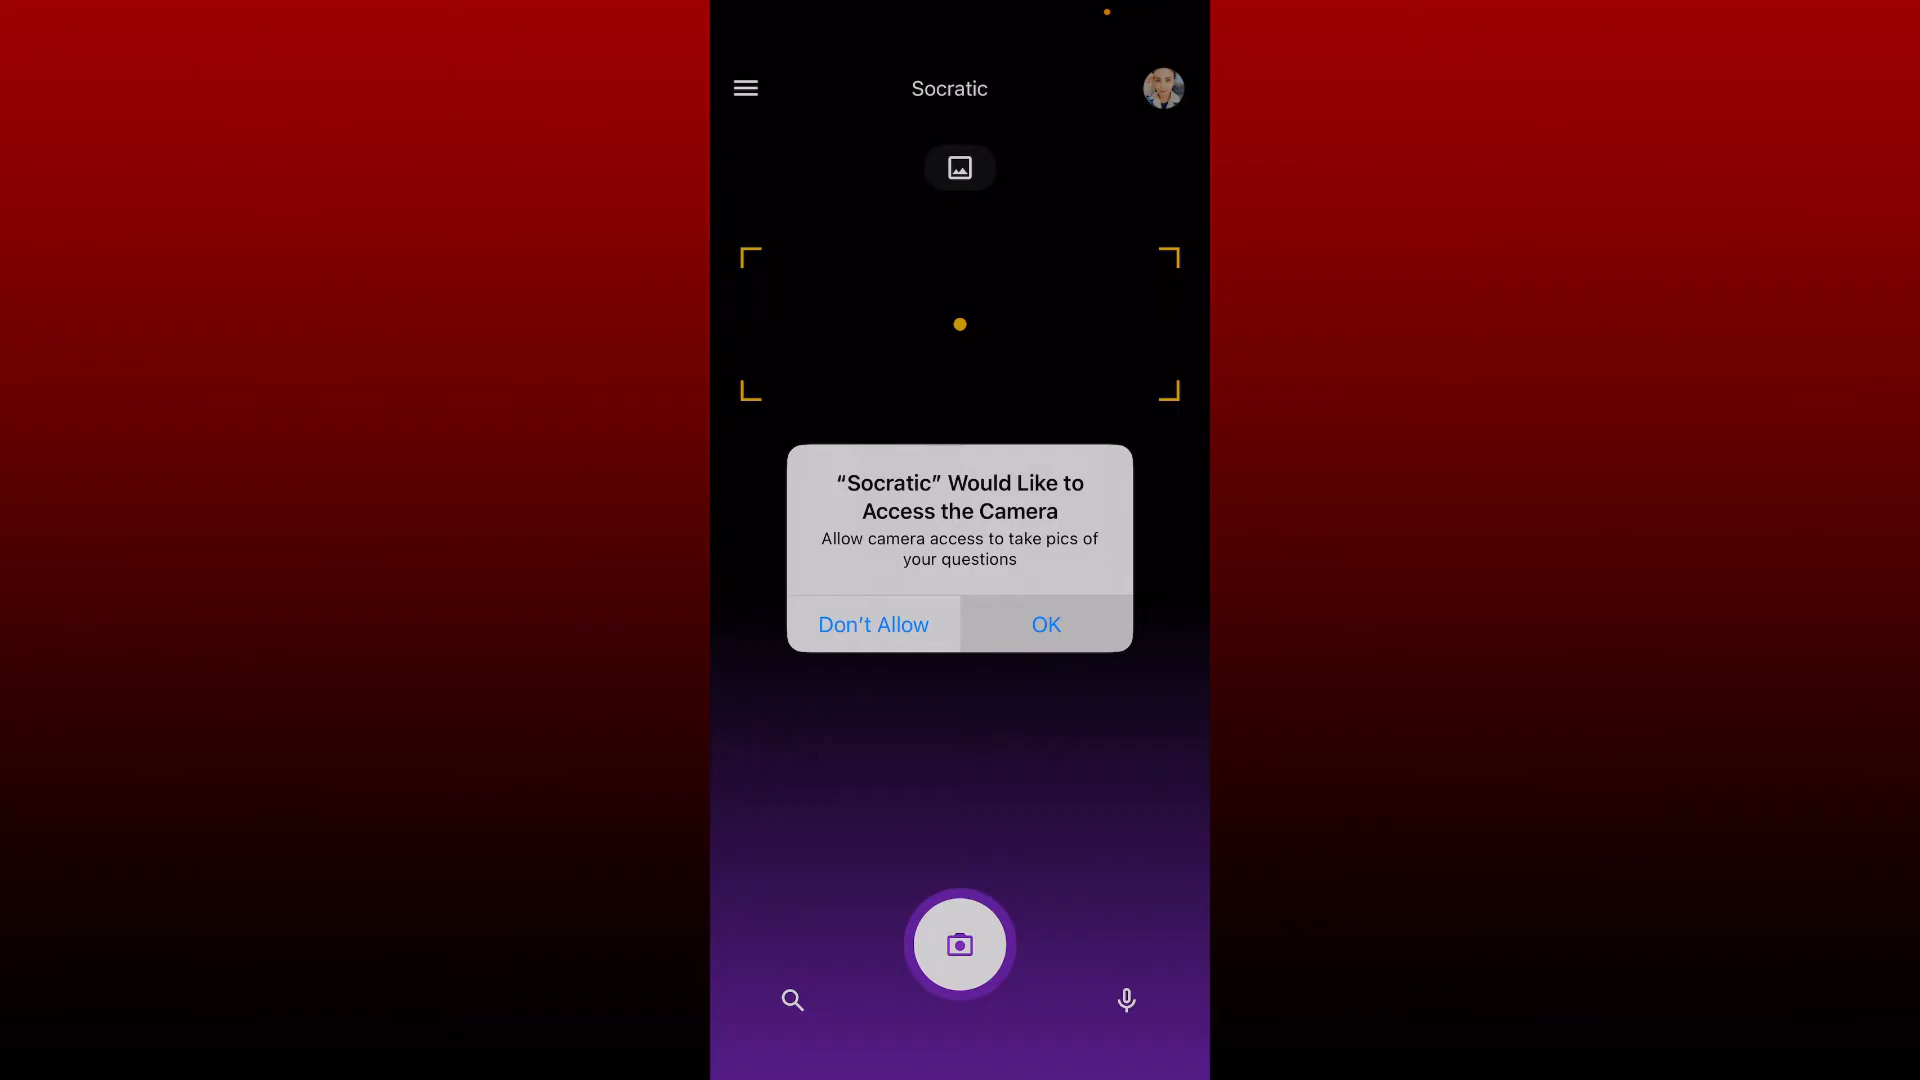 Socratic
“Socratic” Would Like to
Access the Camera
Allow camera access to take pics of
your questions
Don’t Allow
OK